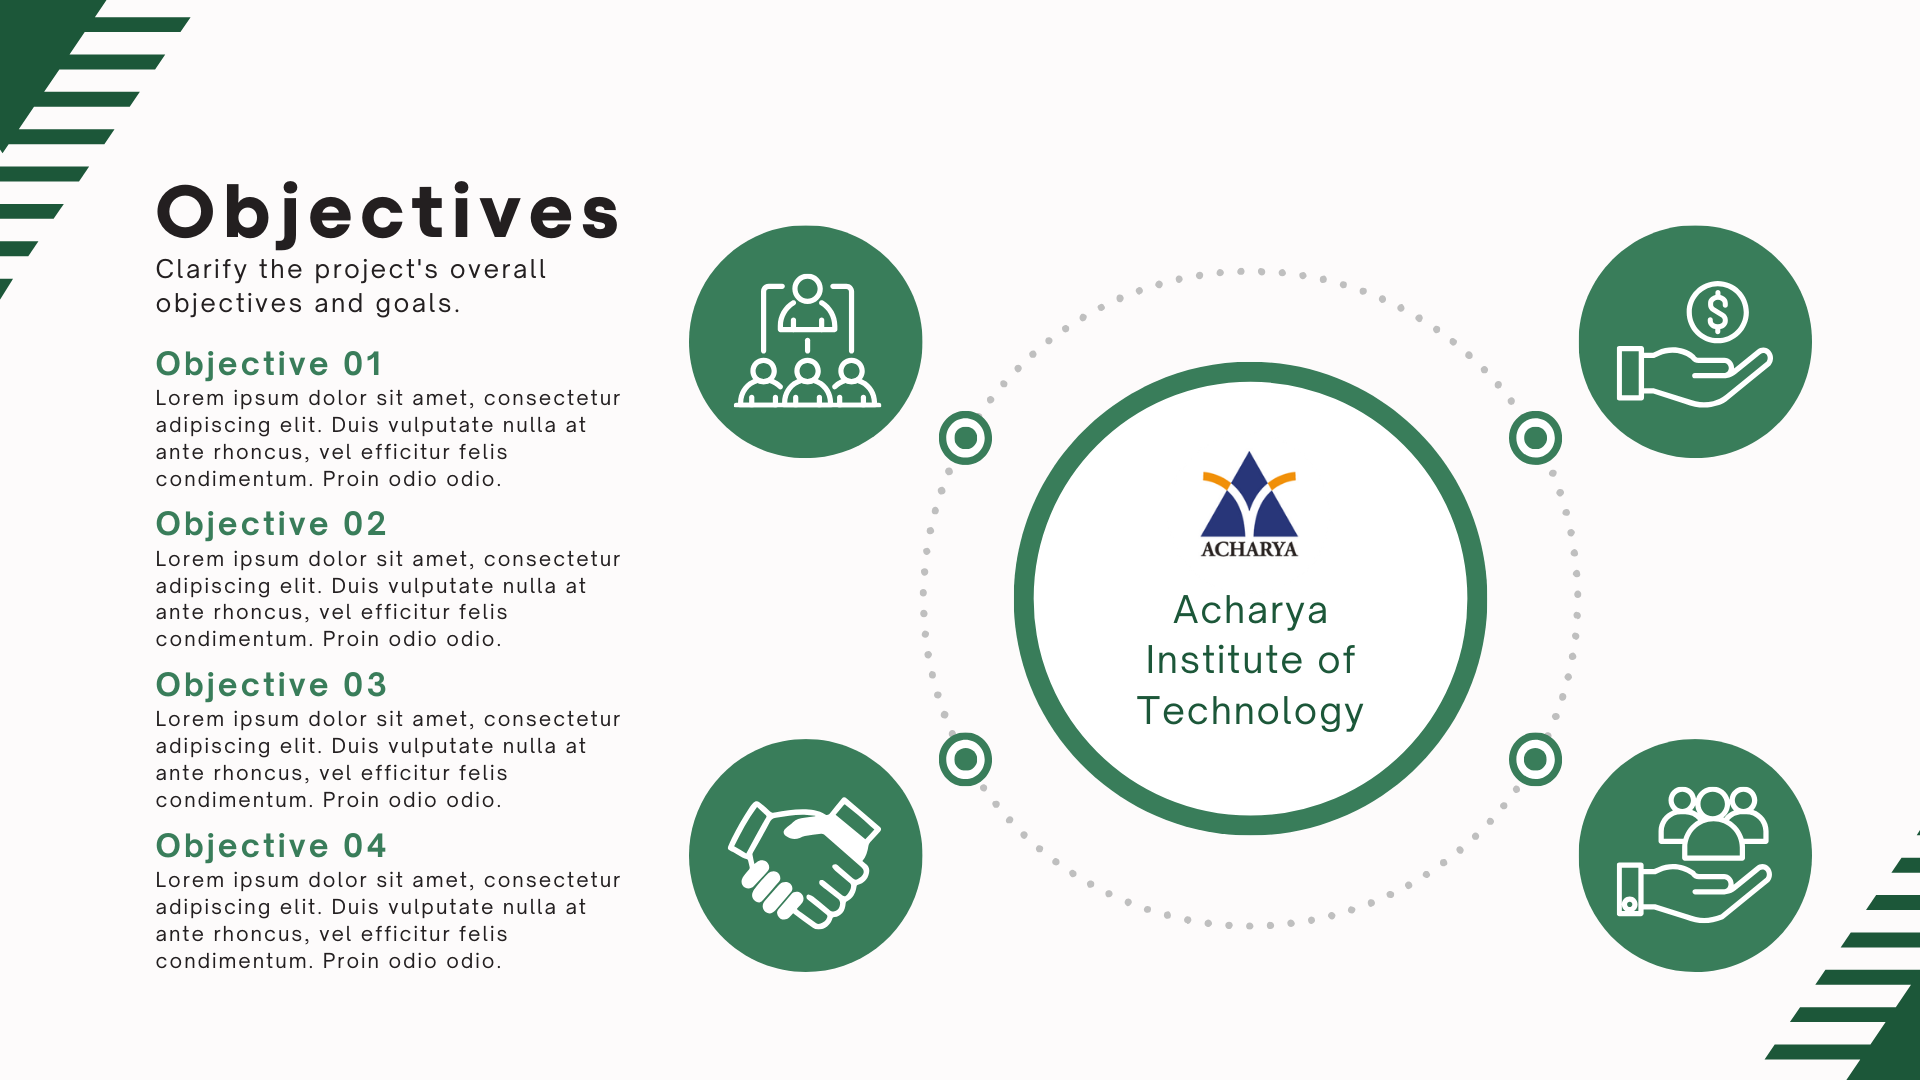 Objectives
Clarify the project's overall
objectives and goals.
Objective 01
Lorem ipsum dolor sit amet, consectetur
adipiscing elit. Duis vulputate nulla at
ante rhoncus, vel efficitur felis
condimentum. Proin odio odio.
Objective 02
Lorem ipsum dolor sit amet, consectetur
adipiscing elit. Duis vulputate nulla at
ante rhoncus, vel efficitur felis
condimentum. Proin odio odio.
Objective 03
Lorem ipsum dolor sit amet, consectetur
adipiscing elit. Duis vulputate nulla at
ante rhoncus, vel efficitur felis
condimentum. Proin odio odio.
Objective 04
Lorem ipsum dolor sit amet, consectetur
adipiscing elit. Duis vulputate nulla at
ante rhoncus, vel efficitur felis
condimentum. Proin odio odio.
$
ACHARYA
Acharya
Institute of
Technology